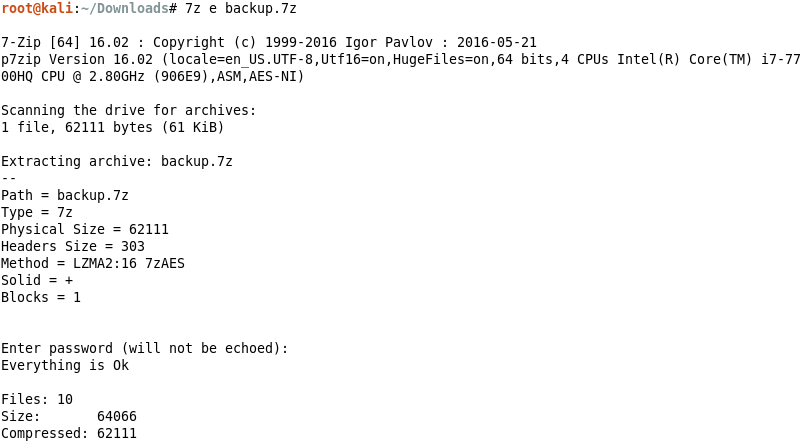 root@kali:~/Downloads# 7z e backup.7z
7-Zip [64] 16.02 : Copyright (c) 1999-2016 Igor Pavlov : 2016-05-21
p7zip Version 16.02 (locale=en_US.UTF-8,Utf16=on,HugeFiles=on,64 bits,4 CPUs Intel(R) Core(TM) i7-77
00HQ CPU @ 2.80GHz (906E9),ASM,AES-NI)
Scanning the drive for archives:
1 file, 62111 bytes (61 KiB)
Extracting archive: backup.7z
--
Path = backup.7z
Type = 7z
Physical Size = 62111
Headers Size = 303
Method = LZMA2:16 7zAES
Solid = +
Blocks = 1
Enter password (will not be echoed):
Everything is Ok
Files: 10
Size:       64066
Compressed: 62111